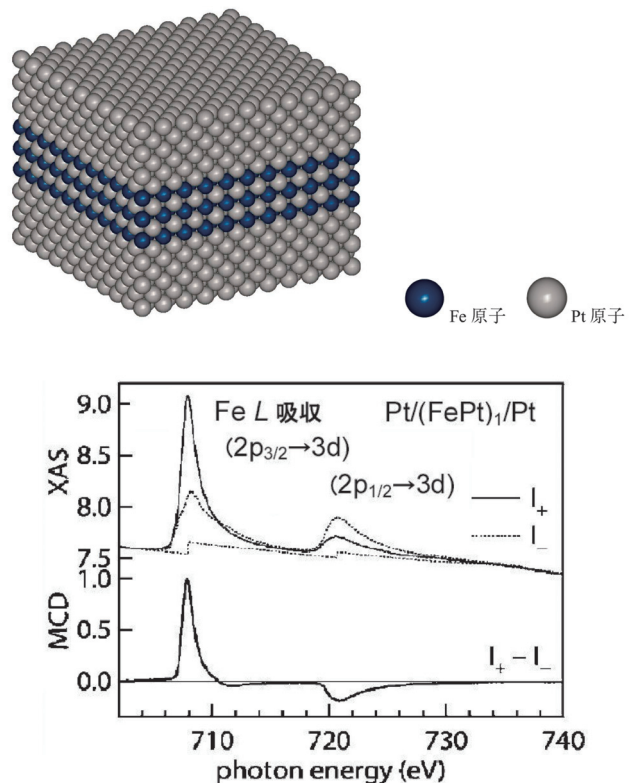 Fe 原子
Pt 原子
Fe L 吸収
Pt/(FePt)₁/Pt
(2p₃/₂→3d)
(2p₁/₂→3d)
I₊
I₋
XAS
9.0
8.5
8.0
7.5
MCD
1.0
0.5
0.0
I₊ – I₋
710
720
730
740
photon energy (eV)